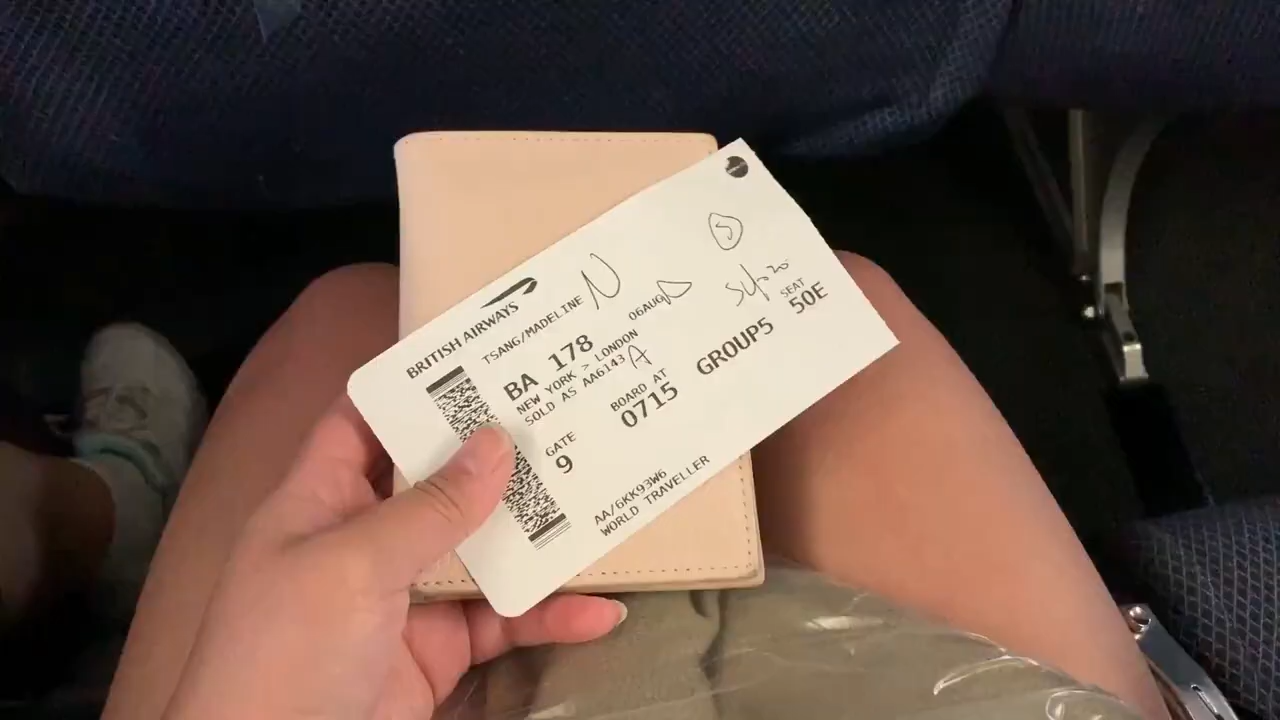 BRITISH AIRWAYS
TSANG/MADELINE N
BA 178 06AUG
NEW YORK > LONDON
SOLD AS AA6143 A
GATE BOARD AT GROUP5 SEAT
9 0715 50E
AA/6KK93W6
WORLD TRAVELLER